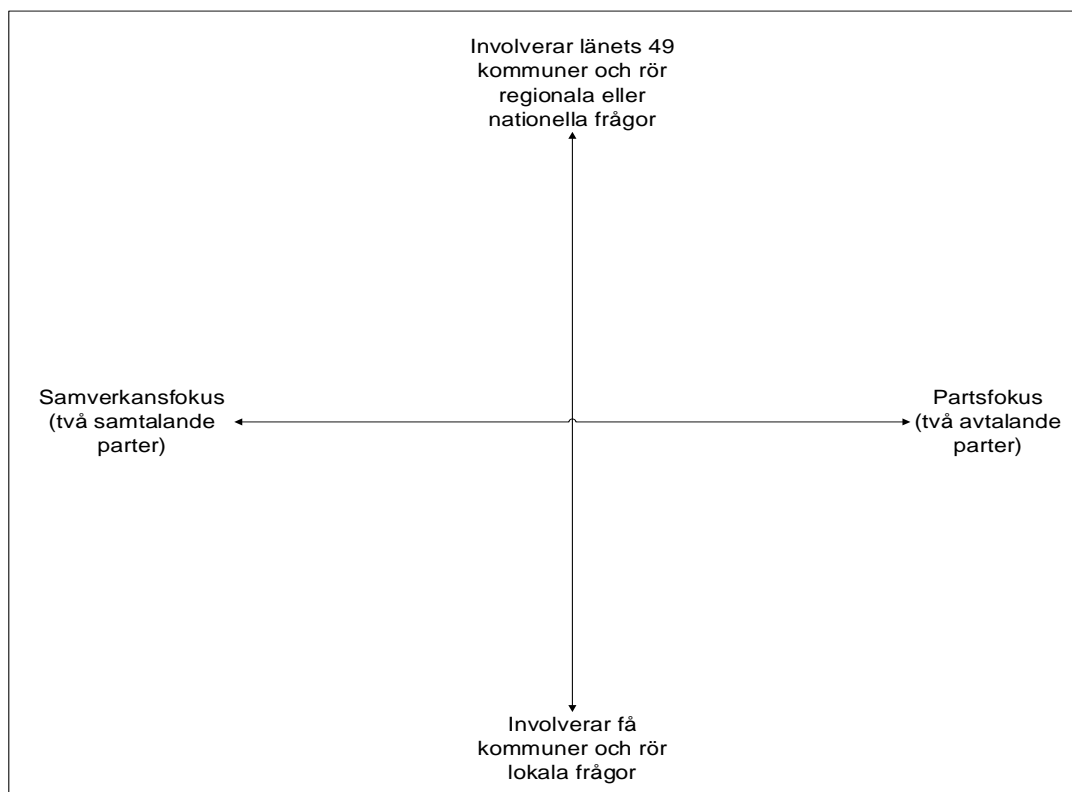 Involverar länets 49
kommuner och rör
regionala eller
nationella frågor
Samverkansfokus
(två samtalande
parter)
Partsfokus
(två avtalande
parter)
Involverar få
kommuner och rör
lokala frågor